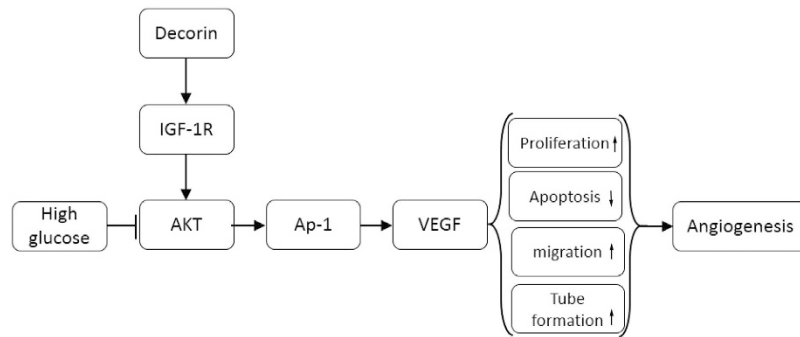 Decorin
IGF-1R
High
glucose
AKT
Ap-1
VEGF
Proliferation↑
Apoptosis ↓
migration ↑
Tube
formation↑
Angiogenesis